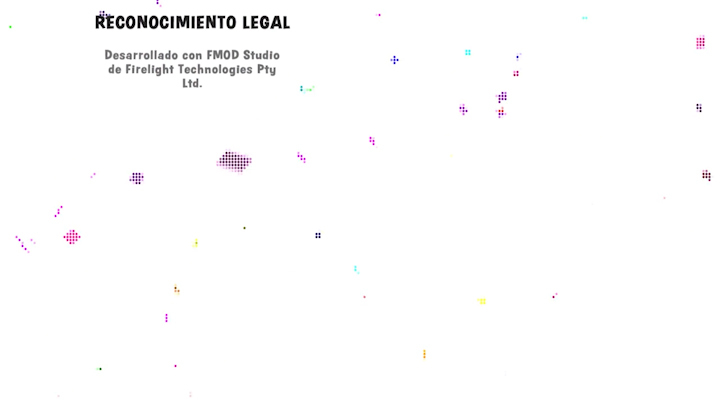 RECONOCIMIENTO LEGAL
Desarrollado con FMOD Studio
de Firelight Technologies Pty
Ltd.